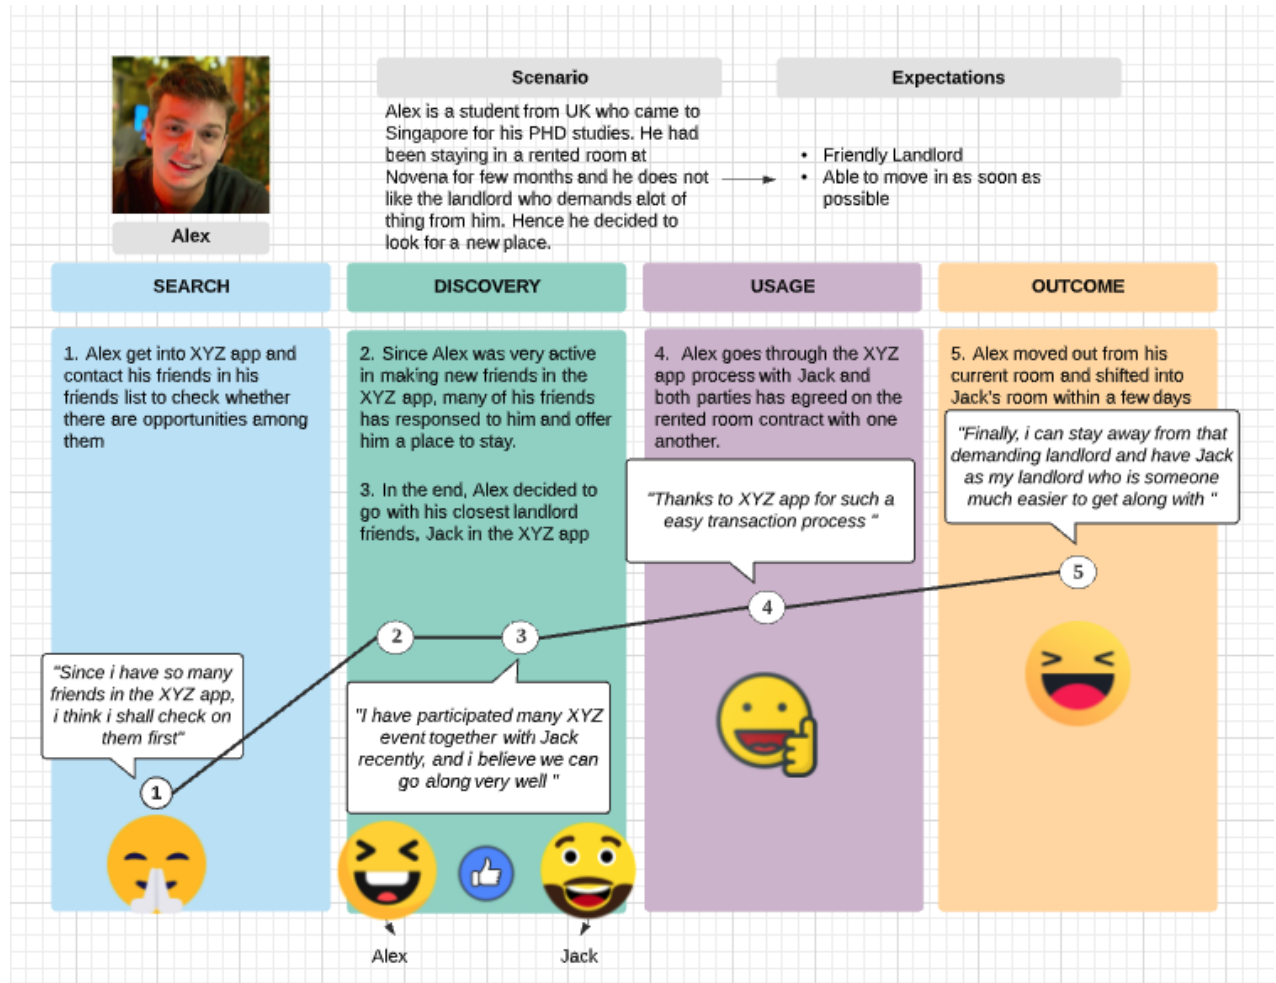 Scenario
Expectations
Alex is a student from UK who came to
Singapore for his PHD studies. He had
been staying in a rented room at
Novena for few months and he does not
like the landlord who demands alot of
thing from him. Hence he decided to
look for a new place.
• Friendly Landlord
• Able to move in as soon as
possible
Alex
SEARCH
DISCOVERY
USAGE
OUTCOME
1. Alex get into XYZ app and
contact his friends in his
friends list to check whether
there are opportunities among
them
2. Since Alex was very active
in making new friends in the
XYZ app, many of his friends
has responsed to him and offer
him a place to stay.
3. In the end, Alex decided to
go with his closest landlord
friends, Jack in the XYZ app
4. Alex goes through the XYZ
app process with Jack and
both parties has agreed on the
rented room contract with one
another.
5. Alex moved out from his
current room and shifted into
Jack's room within a few days
"Finally, i can stay away from that
demanding landlord and have Jack
as my landlord who is someone
much easier to get along with "
"Thanks to XYZ app for such a
easy transaction process "
5
4
2
3
"Since i have so many
friends in the XYZ app,
i think i shall check on
them first"
"I have participated many XYZ
event together with Jack
recently, and i believe we can
go along very well "
1
Alex
Jack